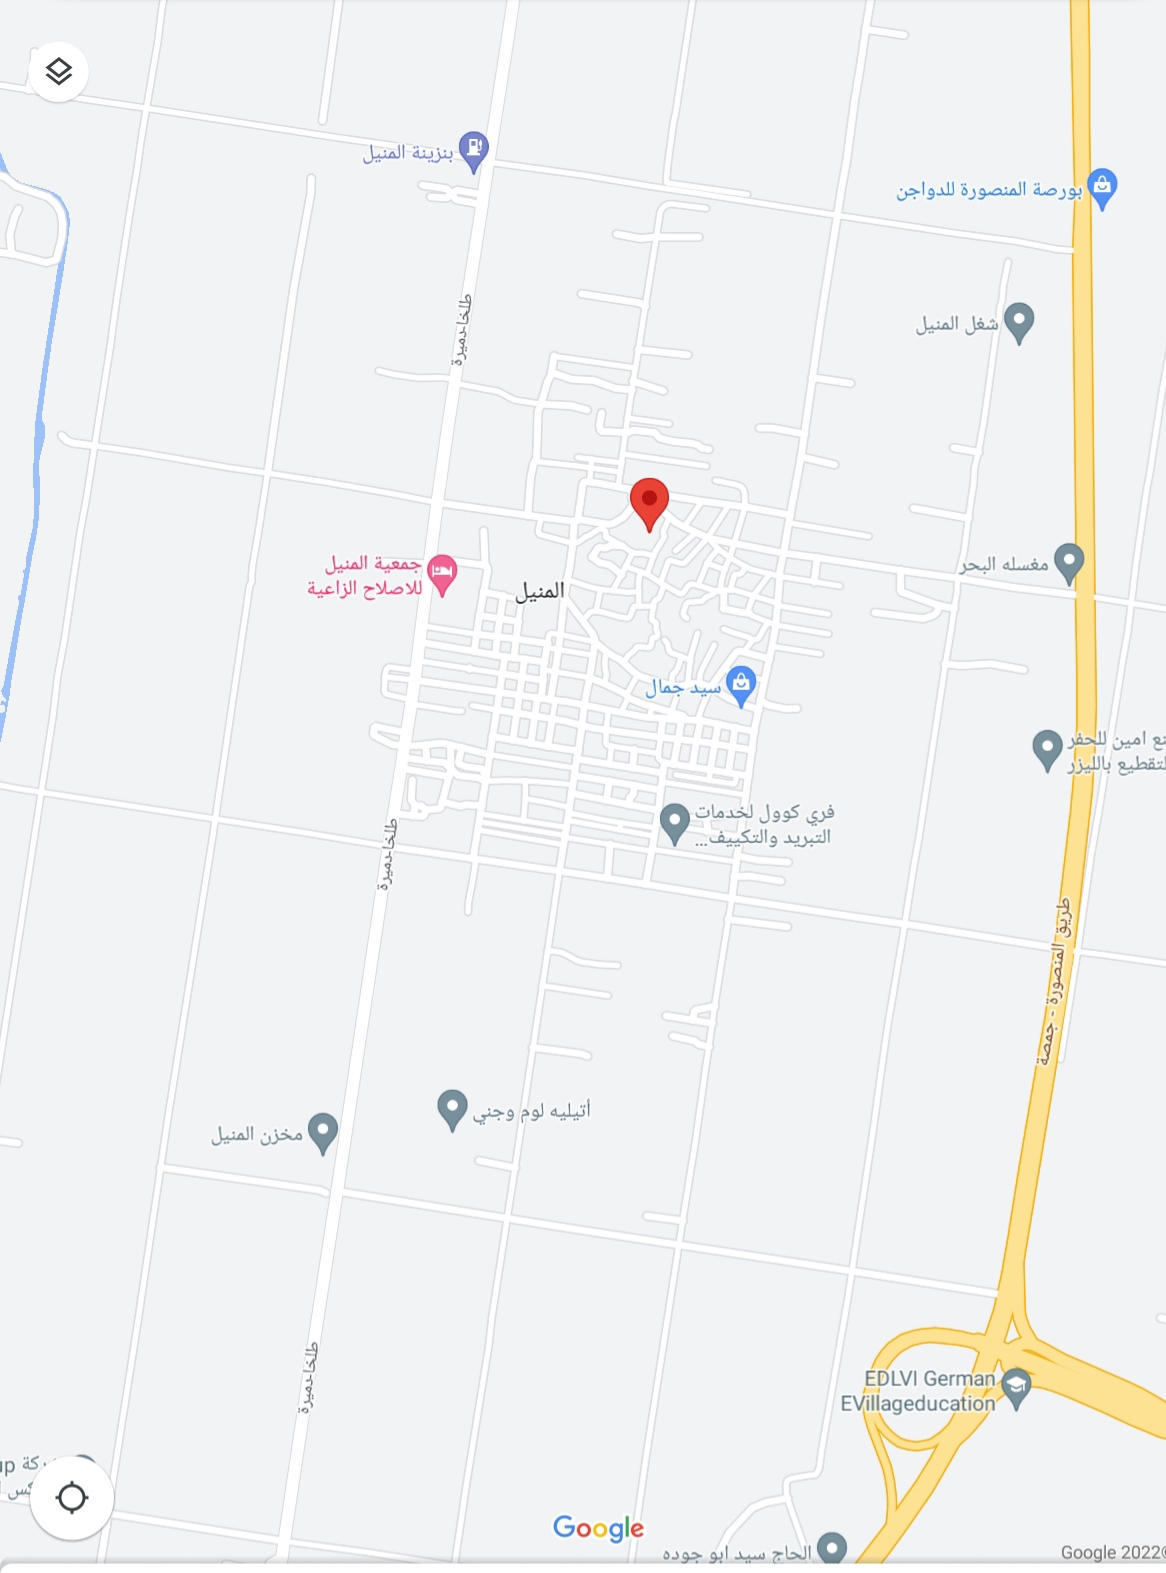 بنزينة المنيل
بورصة المنصورة للدواجن
طلخا-دميرة
شغل المنيل
جمعية المنيل
للاصلاح الزاعية
المنيل
مغسله البحر
سيد جمال
نع امين للحفر
لتقطيع بالليزر
فري كوول لخدمات
التبريد والتكييف...
طلخا-دميرة
طريق المنصورة - جمصة
أتيليه لوم وجني
مخزن المنيل
طلخا-دميرة
EDLVI German
EVillageducation
Google
الحاج سيد ابو جوده
Google 2022©